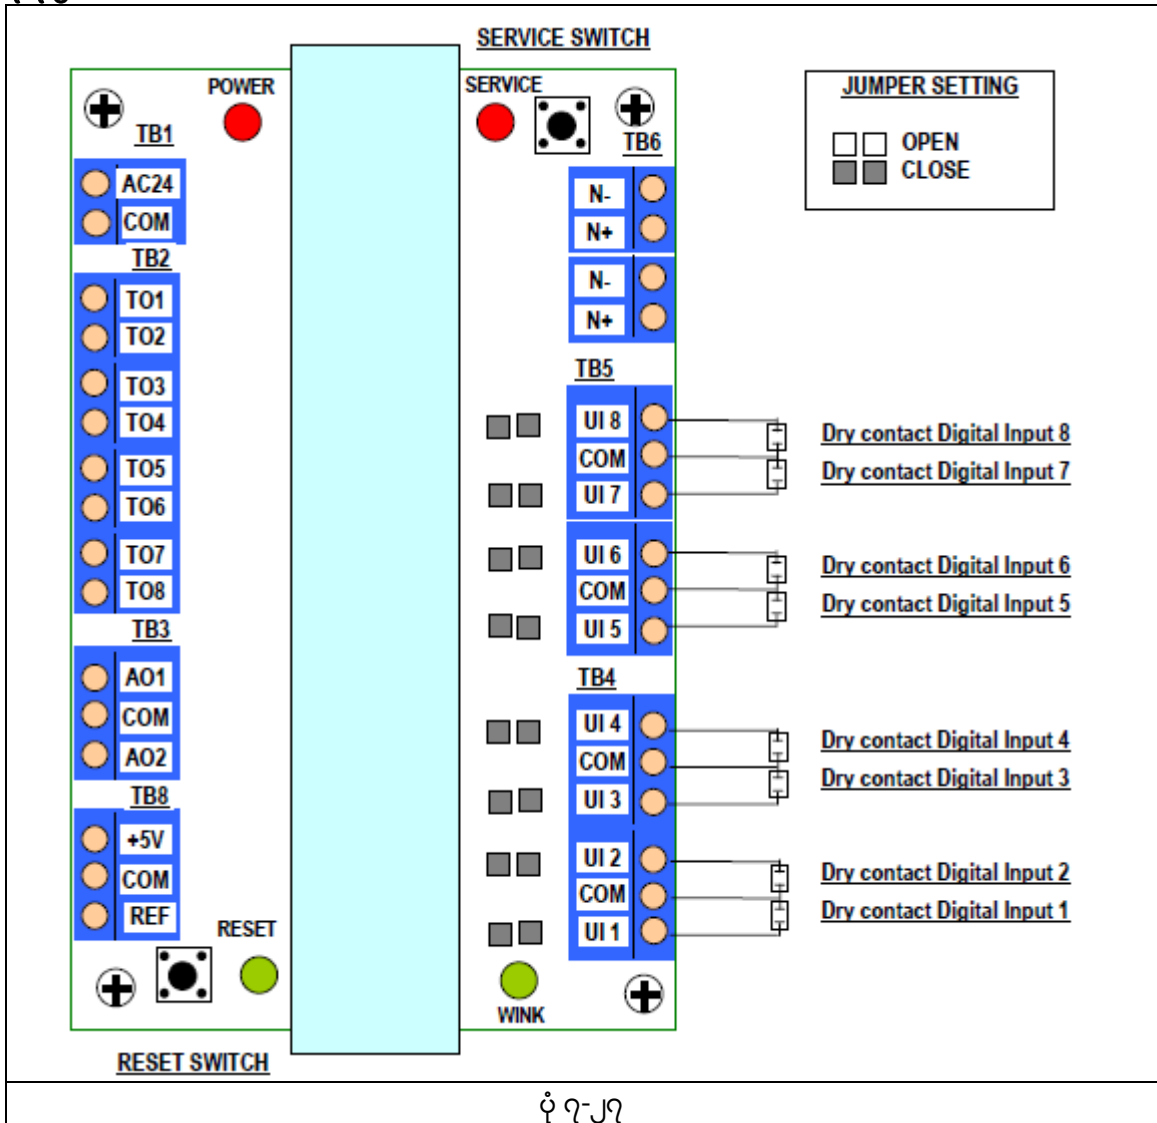 SERVICE SWITCH
POWER
SERVICE
TB1
TB6
AC24
COM
TB2
TO1
TO2
TO3
TO4
TO5
TO6
TO7
TO8
TB3
AO1
COM
AO2
TB8
+5V
COM
REF
RESET
RESET SWITCH
N-
N+
N-
N+
TB5
UI 8
COM
UI 7
UI 6
COM
UI 5
TB4
UI 4
COM
UI 3
UI 2
COM
UI 1
WINK
JUMPER SETTING
OPEN
CLOSE
Dry contact Digital Input 8
Dry contact Digital Input 7
Dry contact Digital Input 6
Dry contact Digital Input 5
Dry contact Digital Input 4
Dry contact Digital Input 3
Dry contact Digital Input 2
Dry contact Digital Input 1
ပုံ ၇-၂၇